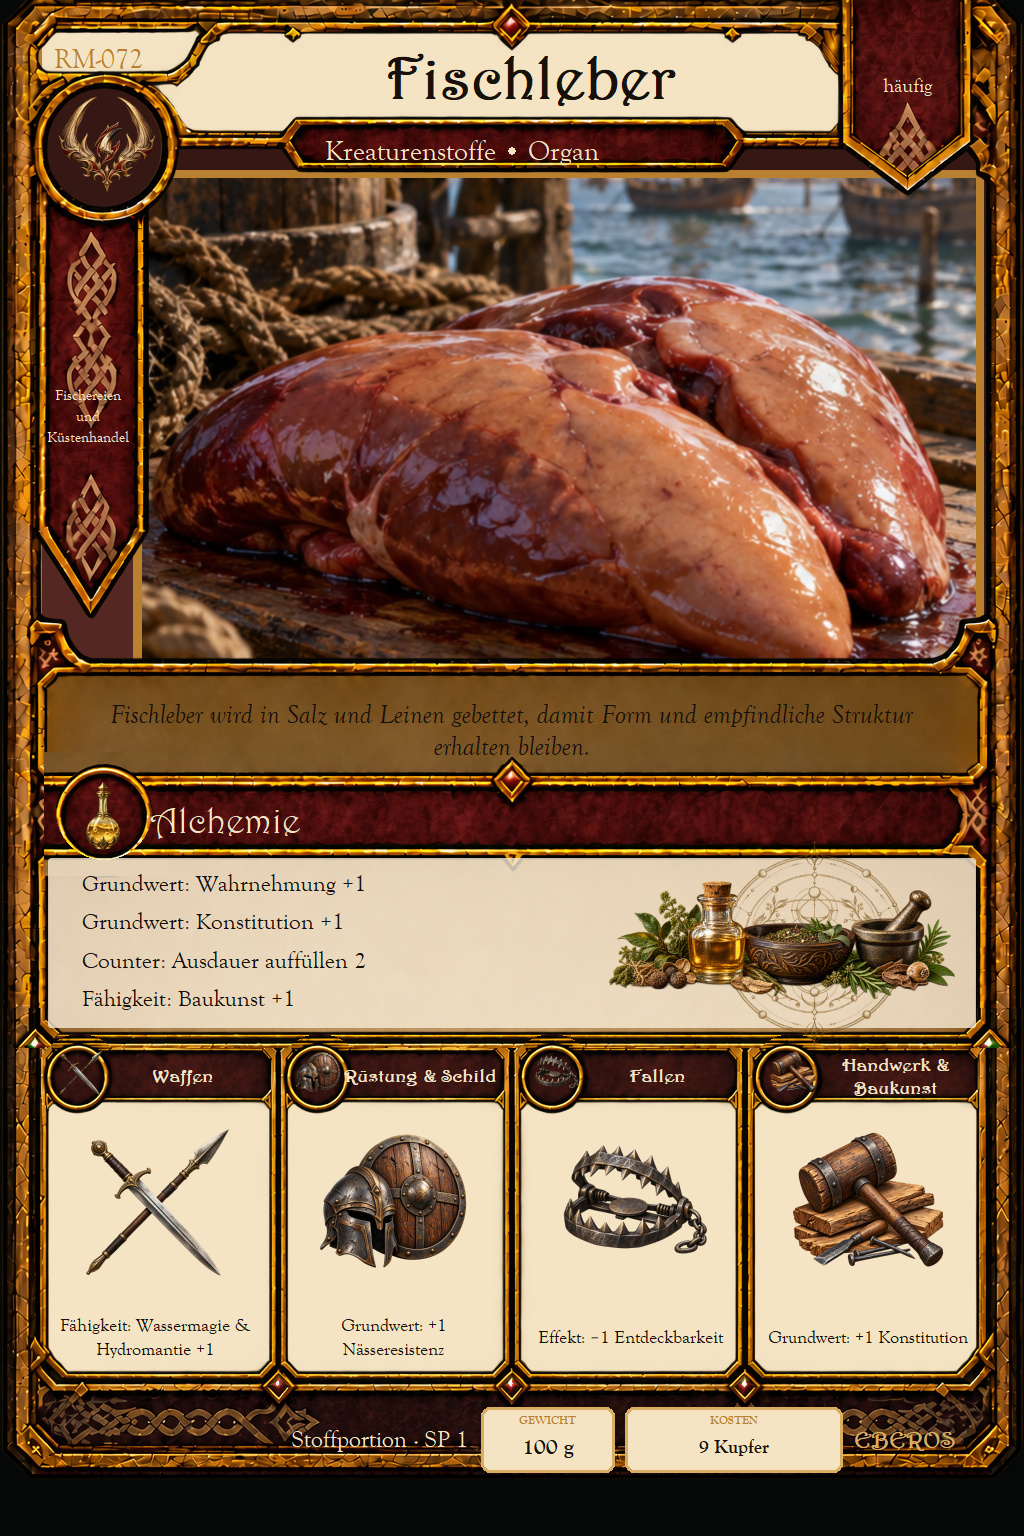 RM-072
Fischleber
häufig
Kreaturenstoffe • Organ
Fischereien
und
Küstenhandel
Fischleber wird in Salz und Leinen gebettet, damit Form und empfindliche Struktur
erhalten bleiben.
Alchemie
Grundwert: Wahrnehmung +1
Grundwert: Konstitution +1
Counter: Ausdauer auffüllen 2
Fähigkeit: Baukunst +1
Waffen
Rüstung & Schild
Fallen
Handwerk &
Baukunst
Fähigkeit: Wassermagie &
Hydromantie +1
Grundwert: +1
Nässeresistenz
Effekt: −1 Entdeckbarkeit
Grundwert: +1 Konstitution
Stoffportion · SP 1
GEWICHT
100 g
KOSTEN
9 Kupfer
EBEROS